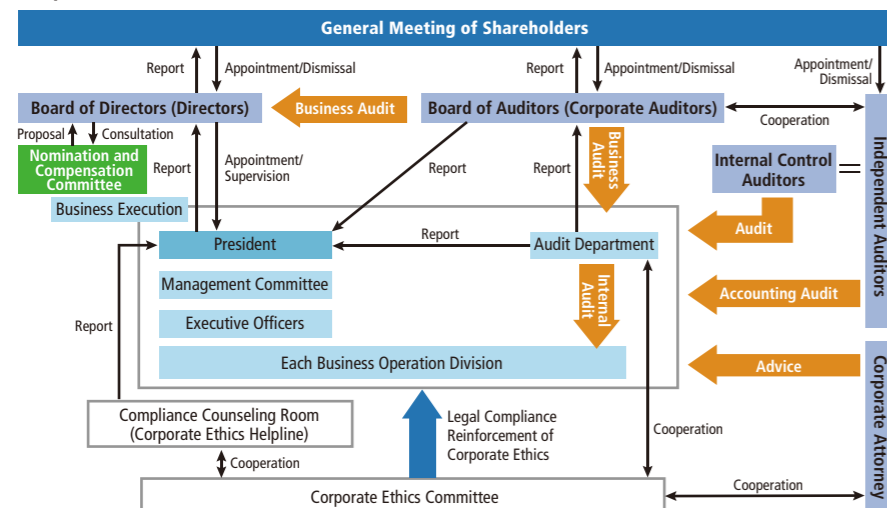 General Meeting of Shareholders
Report
Appointment/Dismissal
Report
Appointment/Dismissal
Appointment/
Dismissal
Board of Directors (Directors)
Business Audit
Board of Auditors (Corporate Auditors)
Cooperation
Proposal
Consultation
Nomination and
Compensation
Committee
Report
Appointment/
Supervision
Report
Report
Business
Audit
Internal Control
Auditors
Independent Auditors
Business Execution
President
Report
Audit Department
Audit
Management Committee
Internal
Audit
Accounting Audit
Report
Executive Officers
Each Business Operation Division
Advice
Corporate Attorney
Compliance Counseling Room
(Corporate Ethics Helpline)
Legal Compliance
Reinforcement of
Corporate Ethics
Cooperation
Cooperation
Cooperation
Corporate Ethics Committee